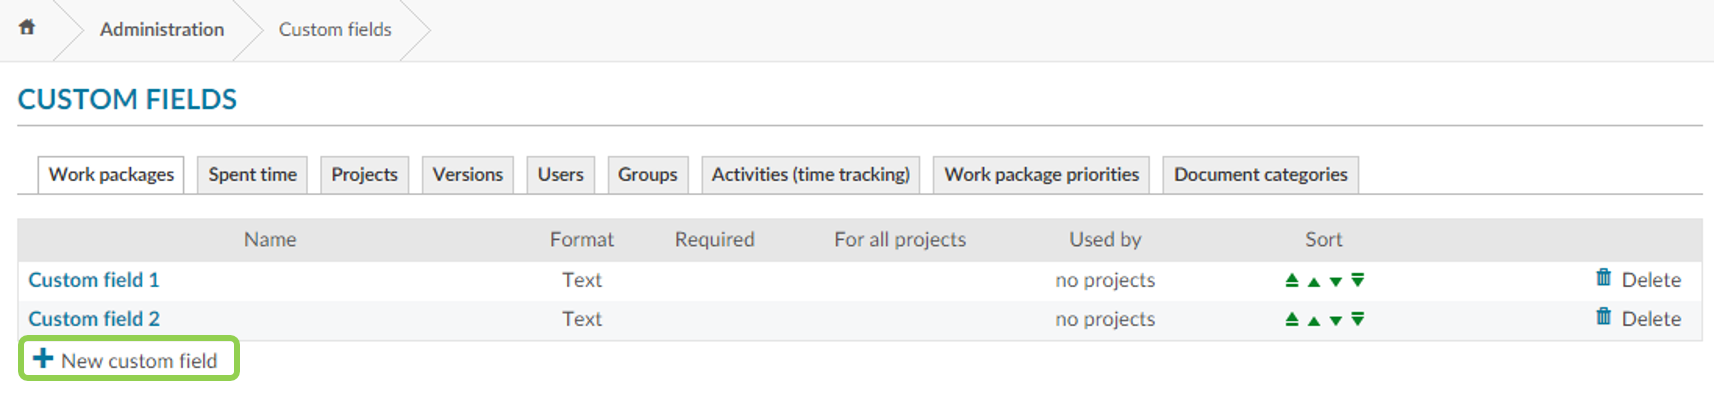 Administration Custom fields
CUSTOM FIELDS
Work packages Spent time Projects Versions Users Groups Activities (time tracking) Work package priorities Document categories
Name Format Required For all projects Used by Sort
Custom field 1 Text no projects Delete
Custom field 2 Text no projects Delete
New custom field